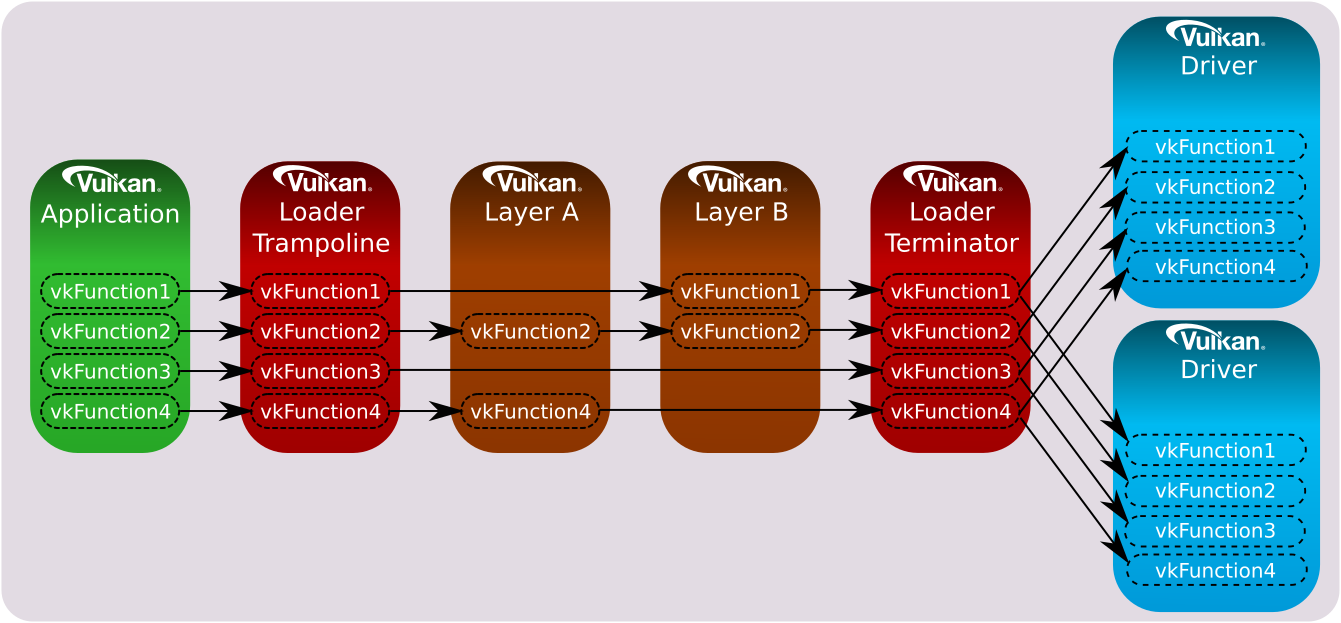 Vulkan®
Application
vkFunction1
vkFunction2
vkFunction3
vkFunction4
Vulkan®
Loader
Trampoline
vkFunction1
vkFunction2
vkFunction3
vkFunction4
Vulkan®
Layer A
vkFunction2
vkFunction4
Vulkan®
Layer B
vkFunction1
vkFunction2
Vulkan®
Loader
Terminator
vkFunction1
vkFunction2
vkFunction3
vkFunction4
Vulkan®
Driver
vkFunction1
vkFunction2
vkFunction3
vkFunction4
Vulkan®
Driver
vkFunction1
vkFunction2
vkFunction3
vkFunction4